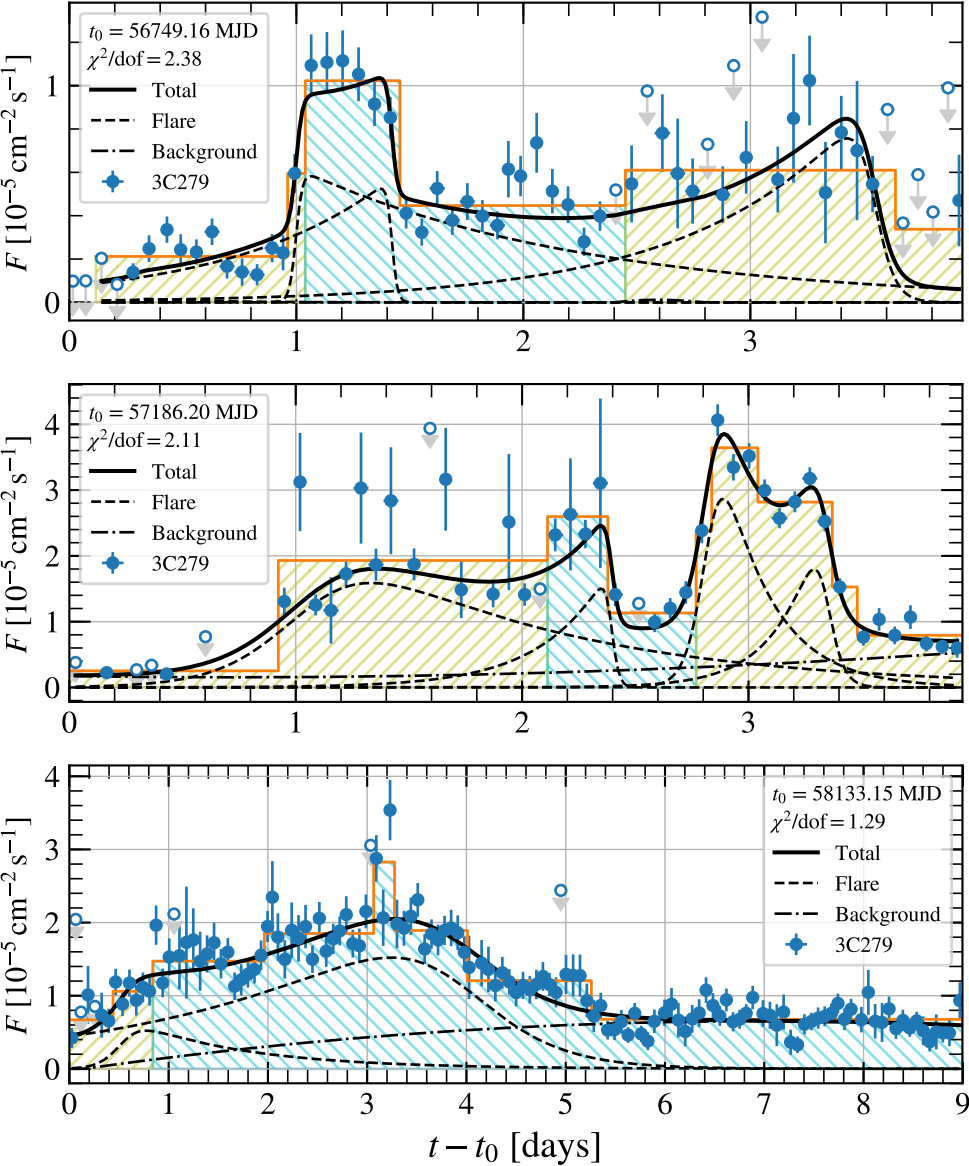 t₀ = 56749.16 MJD
χ²/dof = 2.38
Total
Flare
Background
3C279
F [10⁻⁵ cm⁻² s⁻¹]
1
0
0 1 2 3
t₀ = 57186.20 MJD
χ²/dof = 2.11
Total
Flare
Background
3C279
F [10⁻⁵ cm⁻² s⁻¹]
4
3
2
1
0
0 1 2 3
t₀ = 58133.15 MJD
χ²/dof = 1.29
Total
Flare
Background
3C279
F [10⁻⁵ cm⁻² s⁻¹]
4
3
2
1
0
0 1 2 3 4 5 6 7 8 9
t − t₀ [days]